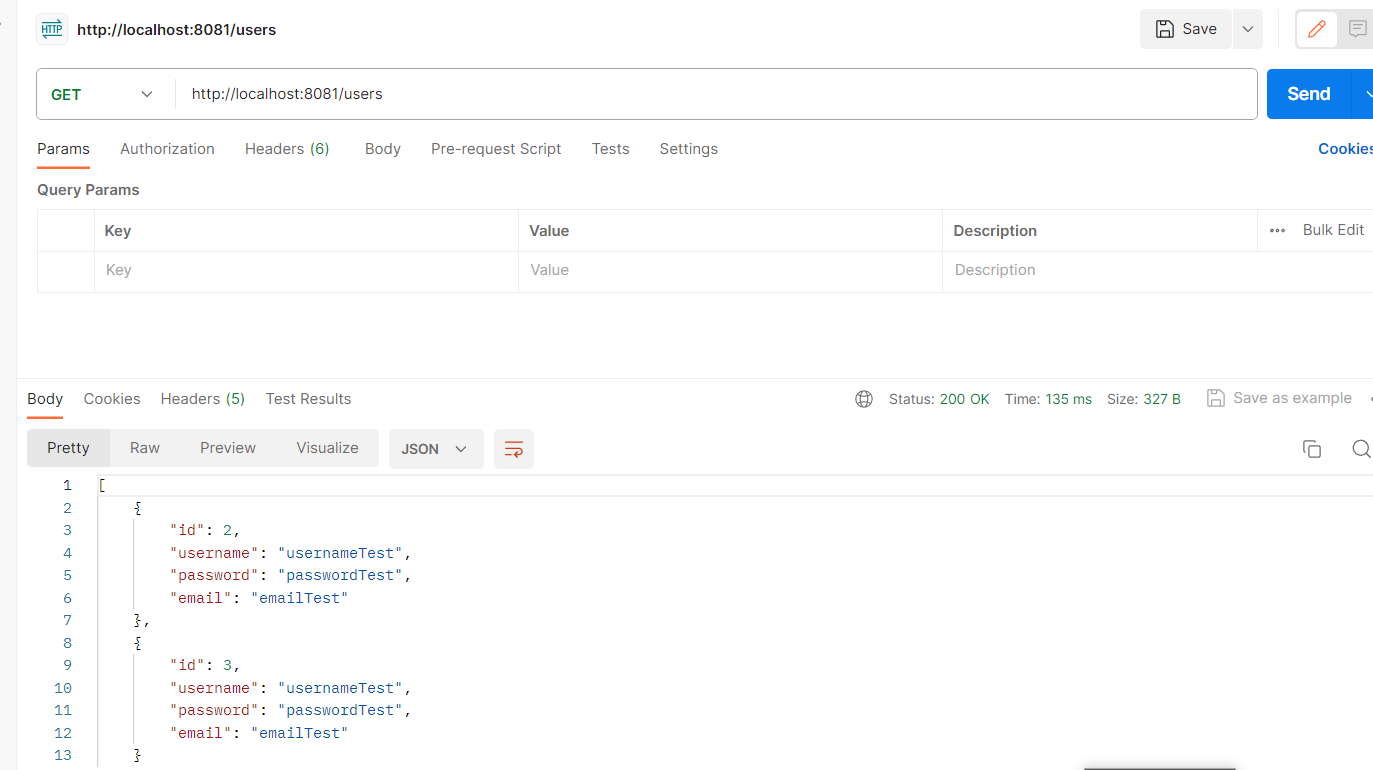 HTTP http://localhost:8081/users Save
GET http://localhost:8081/users Send
Params Authorization Headers (6) Body Pre-request Script Tests Settings Cookies
Query Params
Key Value Description ••• Bulk Edit
Key Value Description
Body Cookies Headers (5) Test Results Status: 200 OK Time: 135 ms Size: 327 B Save as example
Pretty Raw Preview Visualize JSON
1 [
2 {
3 "id": 2,
4 "username": "usernameTest",
5 "password": "passwordTest",
6 "email": "emailTest"
7 },
8 {
9 "id": 3,
10 "username": "usernameTest",
11 "password": "passwordTest",
12 "email": "emailTest"
13 }